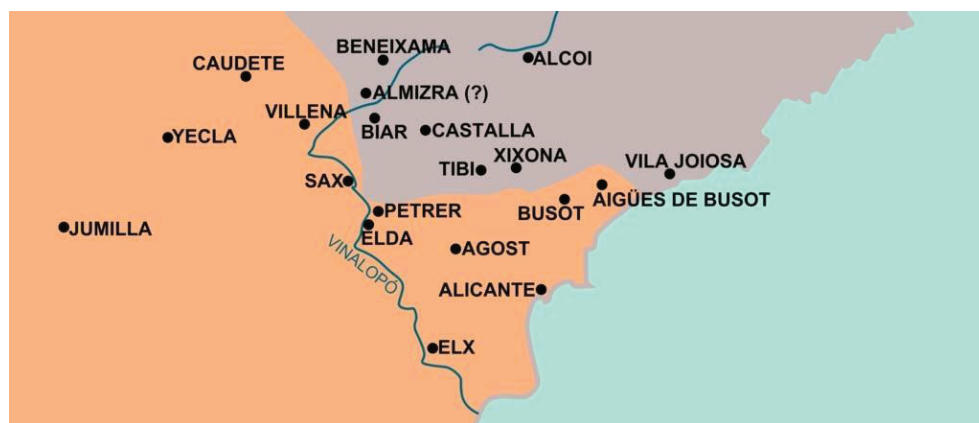 BENEIXAMA
ALCOI
CAUDETE
ALMIZRA (?)
VILLENA
BIAR
CASTALLA
YECLA
XIXONA
TIBI
VILA JOIOSA
SAX
AIGÜES DE BUSOT
BUSOT
PETRER
JUMILLA
ELDA
AGOST
VINALOPÓ
ALICANTE
ELX